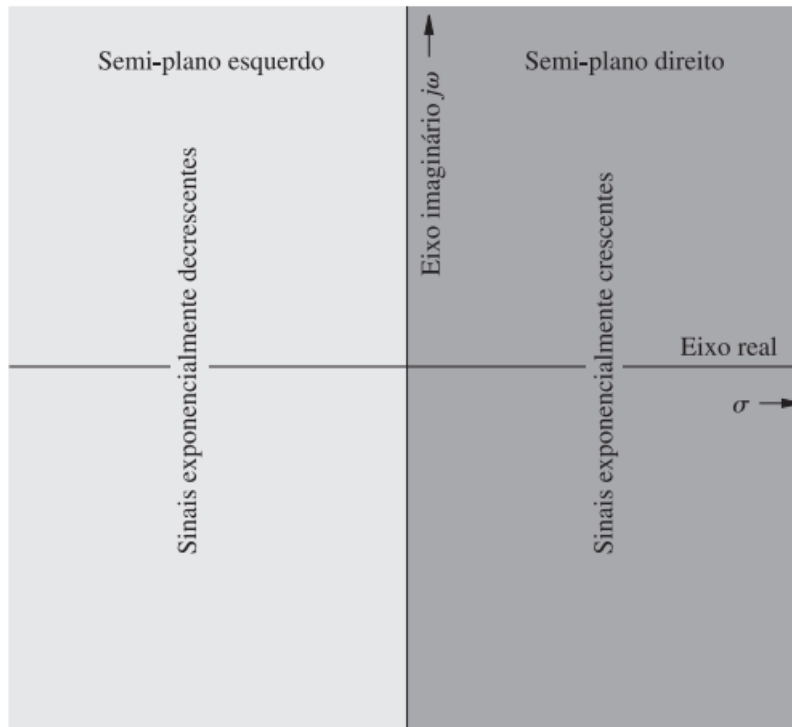 Semi-plano esquerdo
Semi-plano direito
Eixo imaginário jω
Sinais exponencialmente decrescentes
Sinais exponencialmente crescentes
Eixo real
σ